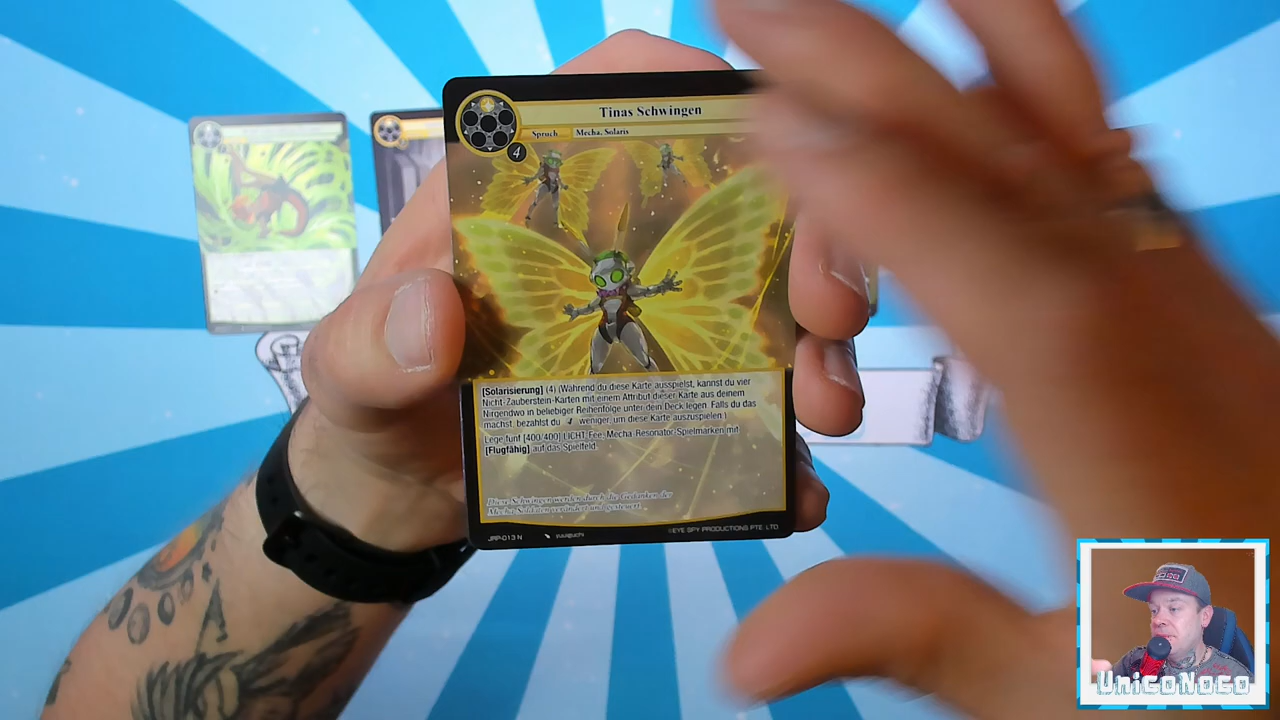 Tinas Schwingen
Spruch Mecha, Solaris
4
[Solarisierung] (4) (Während du diese Karte ausspielst, kannst du vier
Nicht-Zauberstein-Karten mit einem Attribut dieser Karte aus deinem
Nirgendwo in beliebiger Reihenfolge unter dein Deck legen. Falls du das
machst, bezahlst du weniger, um diese Karte auszuspielen.)
Lege fünf [400/400] LICHT Fee, Mecha Resonator-Spielmarken mit
[Flugfähig] auf das Spielfeld.
Diese Schwingen werden durch die Gedanken der
Mecha-Soldaten verändert und gesteuert.
JRP-013 N
©EYE SPY PRODUCTIONS PTE. LTD.
UnicoNoco